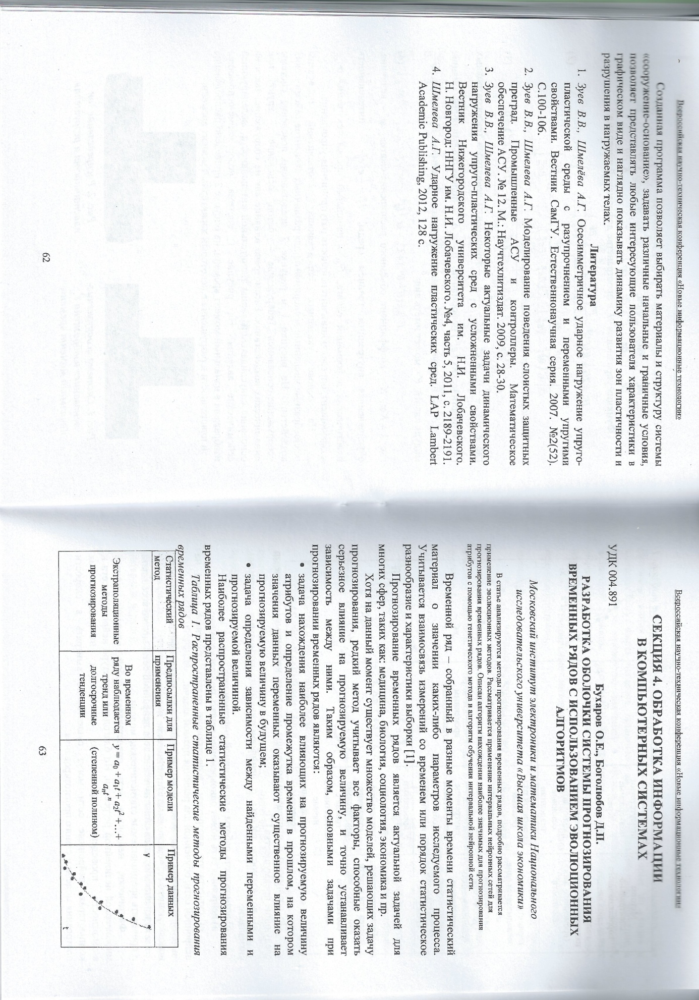 Всероссийская научно-техническая конференция «Новые информационные технологии»
Созданная программа позволяет выбирать материалы и структуру системы
«сооружение-основание», задавать различные начальные и граничные условия,
позволяет представлять любые интересующие пользователя характеристики в
графическом виде и наглядно показывать динамику развития зон пластичности и
разрушения в нагружаемых телах.
Литература
1. Зуев В.В., Шмелёва А.Г. Осесимметричное ударное нагружение упруго-
пластической среды с разупрочнением и переменными упругими
свойствами. Вестник СамГУ. Естественнонаучная серия. 2007. №2(52).
С.100-106.
2. Зуев В.В., Шмелева А.Г. Моделирование поведения слоистых защитных
преград. Промышленные АСУ и контроллеры. Математическое
обеспечение АСУ. № 12. М.: Научтехлитиздат. 2009, с. 28-30.
3. Зуев В.В., Шмелева А.Г. Некоторые актуальные задачи динамического
нагружения упруго-пластических сред с усложненными свойствами.
Вестник Нижегородского университета им. Н.И. Лобачевского.
Н. Новгород: ННГУ им. Н.И. Лобачевского. №4, часть 5, 2011, с. 2189-2191.
4. Шмелева А.Г. Ударное нагружение пластических сред. LAP Lambert
Academic Publishing, 2012, 128 с.
62
Всероссийская научно-техническая конференция «Новые информационные технологии»
СЕКЦИЯ 4. ОБРАБОТКА ИНФОРМАЦИИ
В КОМПЬЮТЕРНЫХ СИСТЕМАХ
УДК 004.891
Бухаров О.Е., Боголюбов Д.П.
РАЗРАБОТКА ОБОЛОЧКИ СИСТЕМЫ ПРОГНОЗИРОВАНИЯ
ВРЕМЕННЫХ РЯДОВ С ИСПОЛЬЗОВАНИЕМ ЭВОЛЮЦИОННЫХ
АЛГОРИТМОВ
Московский институт электроники и математики Национального
исследовательского университета «Высшая школа экономики»
В статье анализируются методы прогнозирования временных рядов, подробно рассматривается
применение эволюционных методов. Рассматривается применение интервальных нейронных сетей для
прогнозирования временных рядов. Описан алгоритм нахождения наиболее значимых для прогнозирования
атрибутов с помощью генетического метода и алгоритм обучения интервальной нейронной сети.
Временной ряд – собранный в разные моменты времени статистический
материал о значении каких-либо параметров исследуемого процесса.
Учитывается взаимосвязь измерений со временем или порядок статистическое
разнообразие и характеристики выборки [1].
Прогнозирование временных рядов является актуальной задачей для
многих сфер, таких как: медицина, биология, социология, экономика и пр.
Хотя на данный момент существует множество моделей, решающих задачу
прогнозирования, редкий метод учитывает все факторы, способные оказать
серьезное влияние на прогнозируемую величину, и точно устанавливает
зависимость между ними. Таким образом, основными задачами при
прогнозировании временных рядов являются:
• задача нахождения наиболее влияющих на прогнозируемую величину
атрибутов и определение промежутка времени в прошлом, на котором
значения данных переменных оказывают существенное влияние на
прогнозируемую величину в будущем;
• задача определения зависимости между найденными переменными и
прогнозируемой величиной.
Наиболее распространенные статистические методы прогнозирования
временных рядов представлены в таблице 1.
Таблица 1. Распространенные статистические методы прогнозирования
временных рядов
Статистический
метод
Предпосылки для
применения
Пример модели
Пример данных
Экстраполяционные
методы
прогнозирования
Во временном
ряду наблюдается
тренд или
долгосрочные
тенденции
y = a₀ + a₁t + a₂t² +…+
aₙtⁿ
(степенной полином)
Y
t
63